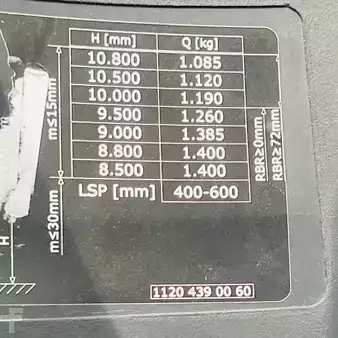 H [mm] Q [kg]
10.800 1.085
10.500 1.120
10.000 1.190
9.500 1.260
9.000 1.385
8.800 1.400
8.500 1.400
LSP [mm] 400-600
m≤15mm
m≤30mm
H
RBR≥0mm
RBR≥72mm
1120 439 00 60
F